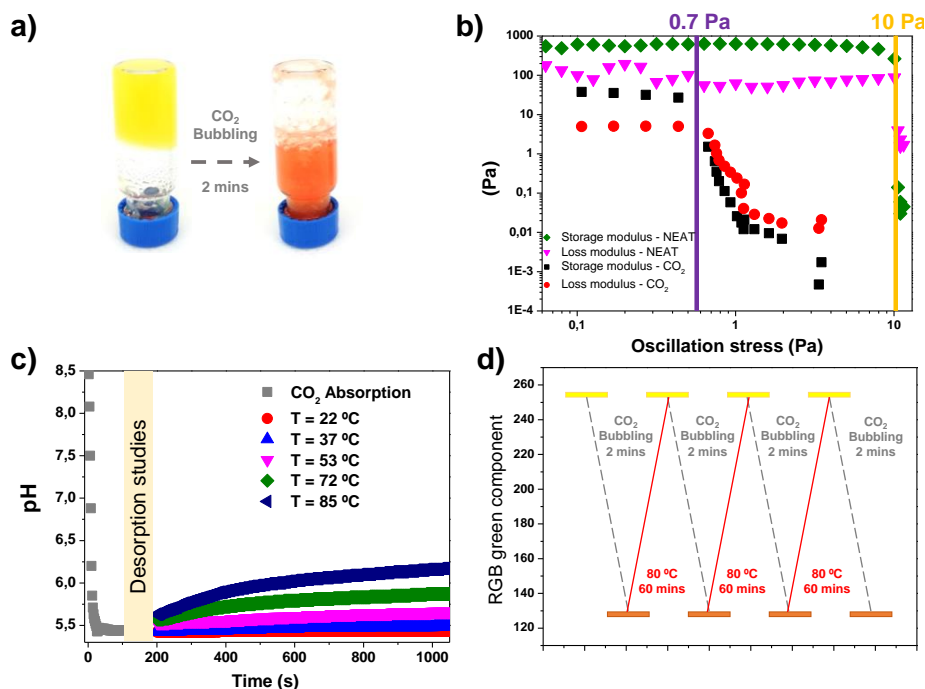 a)
CO₂
Bubbling
2 mins
b)
0.7 Pa
10 Pa
1000
100
10
1
0,1
0,01
1E-3
1E-4
(Pa)
Storage modulus - NEAT
Loss modulus - NEAT
Storage modulus - CO₂
Loss modulus - CO₂
0,1
1
10
Oscillation stress (Pa)
c)
8,5
8,0
7,5
7,0
6,5
6,0
5,5
pH
Desorption studies
CO₂ Absorption
T = 22 ºC
T = 37 ºC
T = 53 ºC
T = 72 ºC
T = 85 ºC
0
200
400
600
800
1000
Time (s)
d)
260
240
220
200
180
160
140
120
RGB green component
CO₂
Bubbling
2 mins
CO₂
Bubbling
2 mins
CO₂
Bubbling
2 mins
CO₂
Bubbling
2 mins
80 ºC
60 mins
80 ºC
60 mins
80 ºC
60 mins